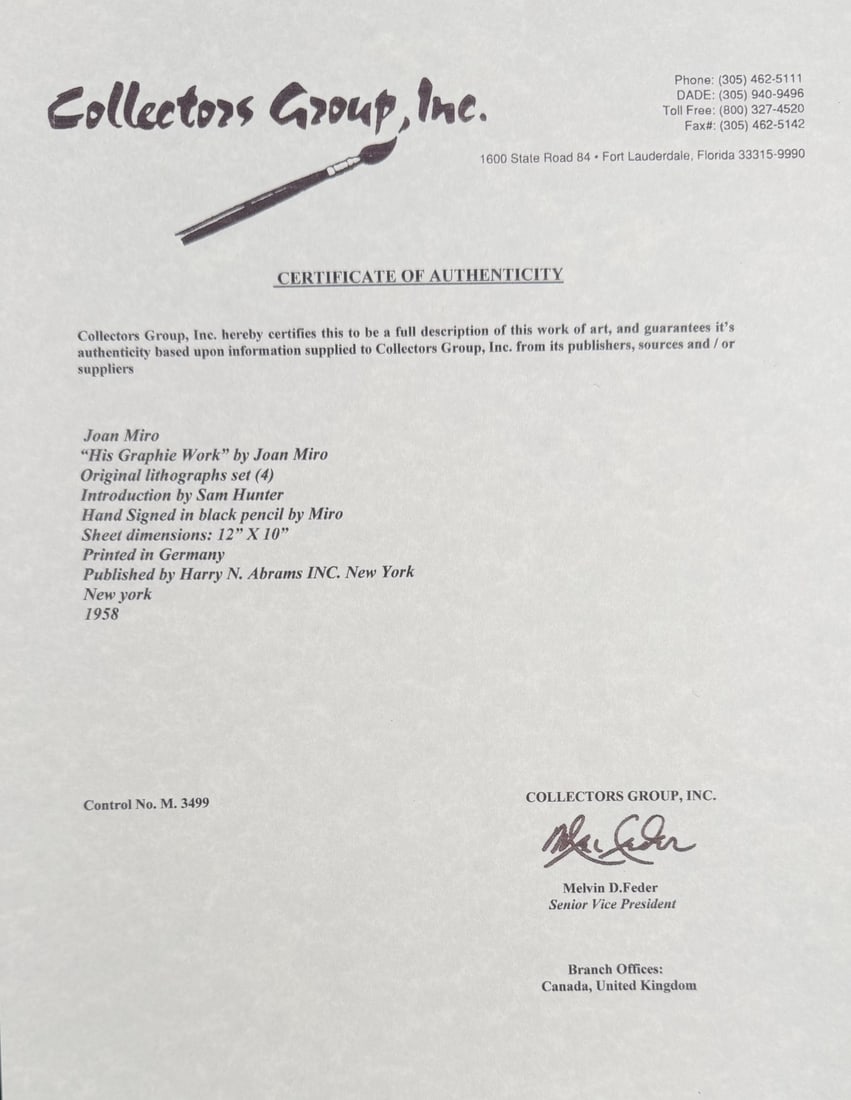 Collectors Group, Inc.
Phone: (305) 462-5111
DADE: (305) 940-9496
Toll Free: (800) 327-4520
Fax#: (305) 462-5142
1600 State Road 84 • Fort Lauderdale, Florida 33315-9990
CERTIFICATE OF AUTHENTICITY
Collectors Group, Inc. hereby certifies this to be a full description of this work of art, and guarantees it's
authenticity based upon information supplied to Collectors Group, Inc. from its publishers, sources and / or
suppliers
Joan Miro
“His Graphie Work” by Joan Miro
Original lithographs set (4)
Introduction by Sam Hunter
Hand Signed in black pencil by Miro
Sheet dimensions: 12” X 10”
Printed in Germany
Published by Harry N. Abrams INC. New York
New york
1958
Control No. M. 3499
COLLECTORS GROUP, INC.
Melvin D.Feder
Senior Vice President
Branch Offices:
Canada, United Kingdom